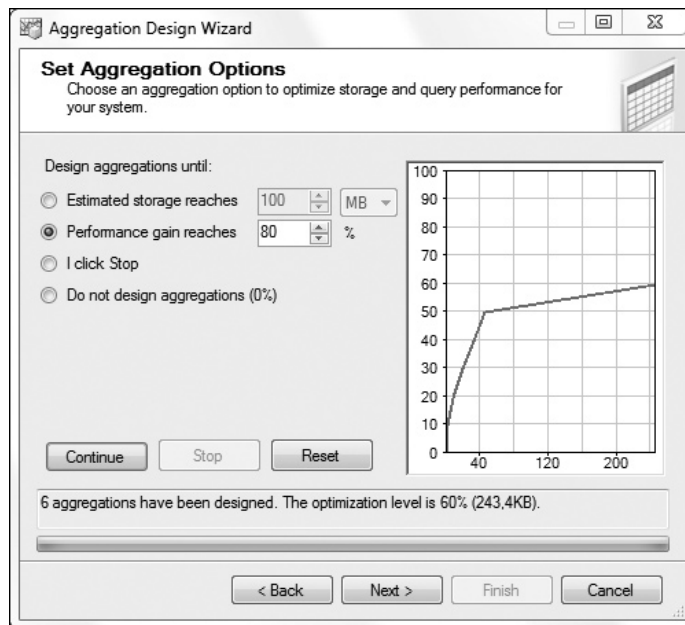 Aggregation Design Wizard
Set Aggregation Options
Choose an aggregation option to optimize storage and query performance for
your system.
Design aggregations until:
Estimated storage reaches 100 MB
Performance gain reaches 80 %
I click Stop
Do not design aggregations (0%)
100
90
80
70
60
50
40
30
20
10
0
40 120 200
Continue Stop Reset
6 aggregations have been designed. The optimization level is 60% (243,4KB).
< Back Next > Finish Cancel